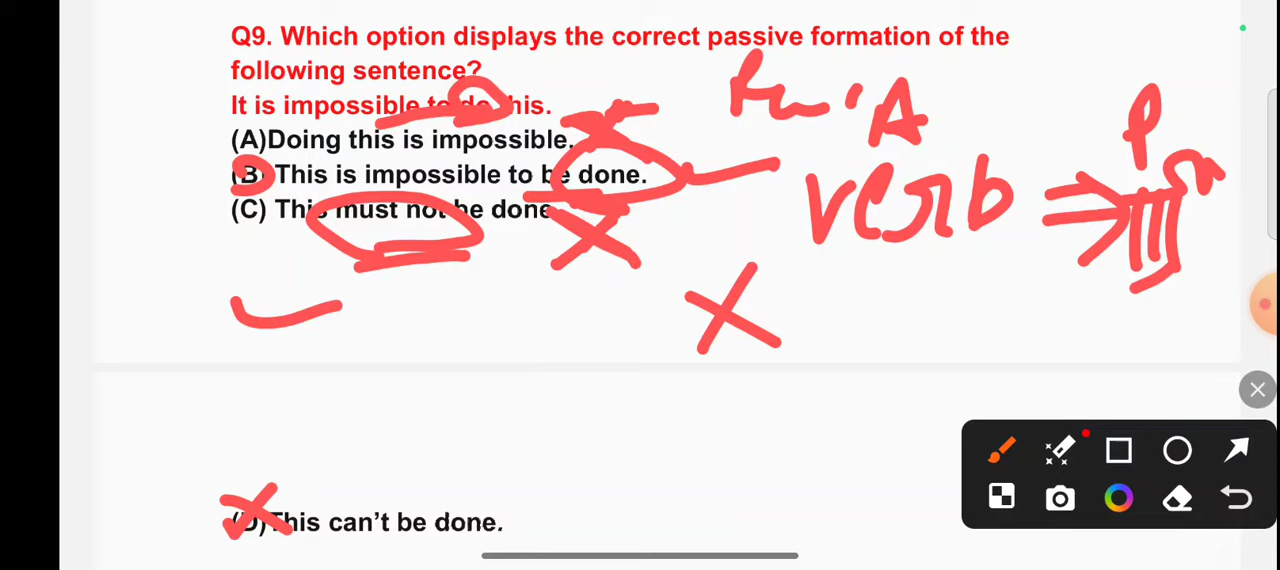 Q9. Which option displays the correct passive formation of the
following sentence?
It is impossible to do this.
(A)Doing this is impossible.
(B) This is impossible to be done.
(C) This must not be done
(D)This can't be done.
A
verb
P